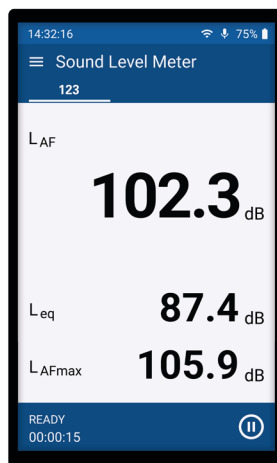 14:32:16 75%
Sound Level Meter
123
LAF
102.3 dB
Leq 87.4 dB
LAFmax 105.9 dB
READY
00:00:15